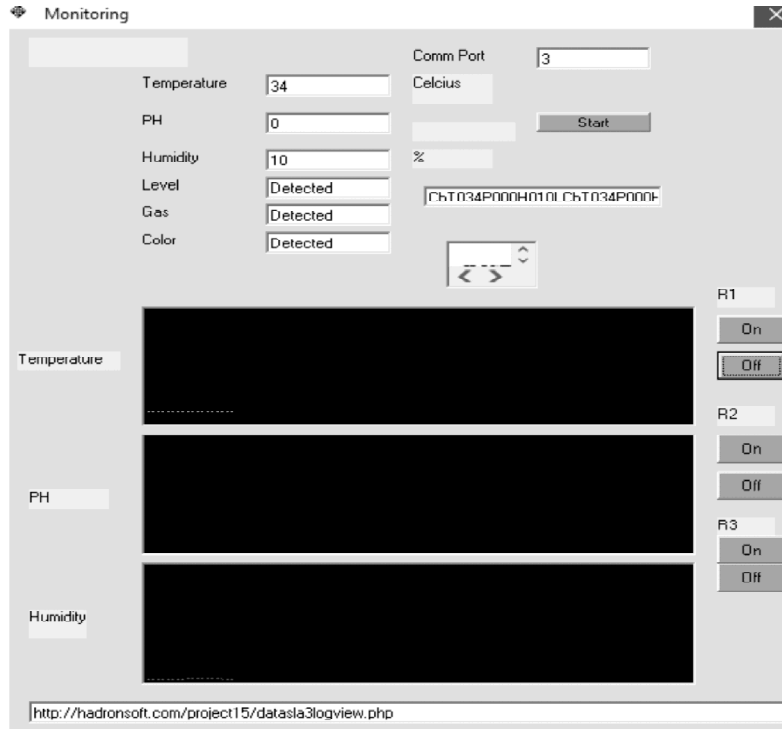 Monitoring
Comm Port 3
Temperature 34 Celcius
PH 0 Start
Humidity 10 %
Level Detected
Gas Detected
Color Detected
R1
On
Temperature
Off
R2
On
Off
PH
R3
On
Off
Humidity
http://hadronsoft.com/project15/datasla3logview.php